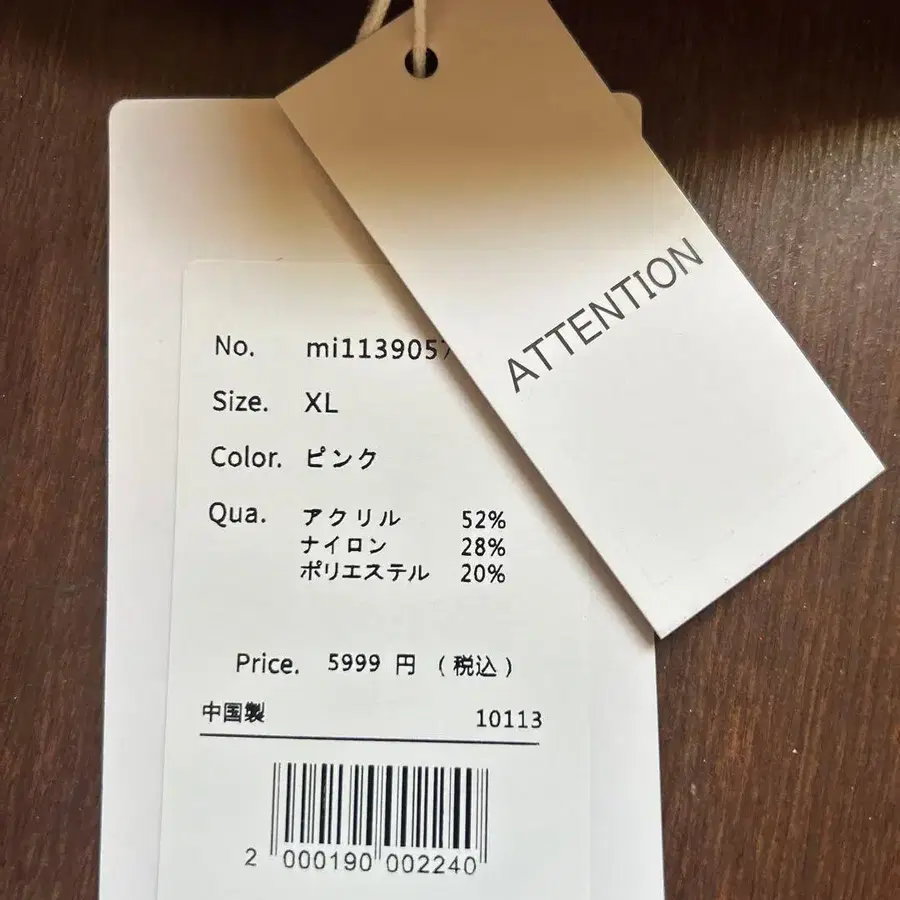 ATTENTION
No. mi1139057
Size. XL
Color. ピンク
Qua. アクリル 52%
ナイロン 28%
ポリエステル 20%
Price. 5999 円 (税込)
中国製 10113
2 000190 002240